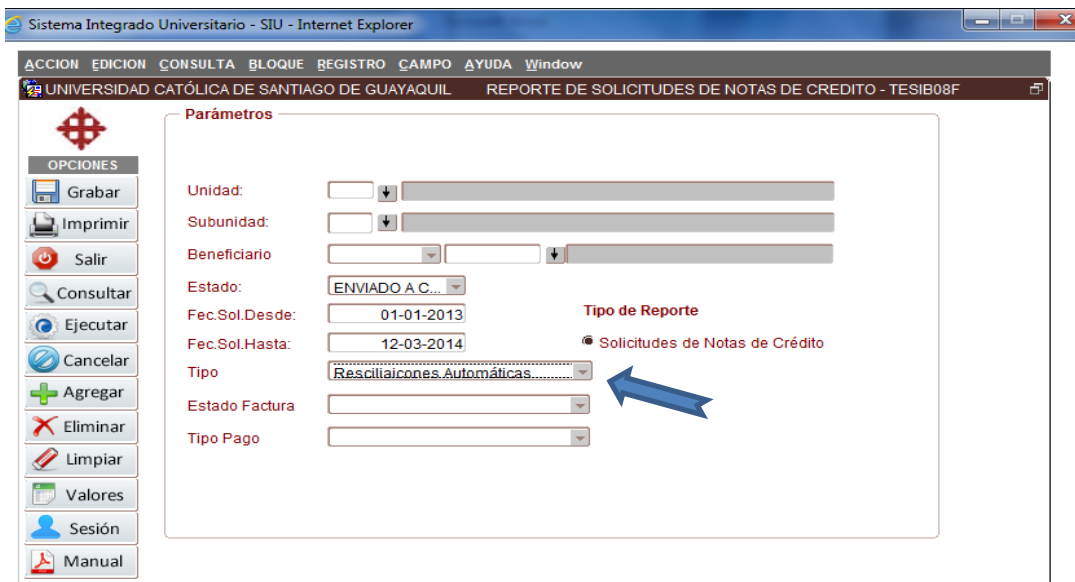 Sistema Integrado Universitario - SIU - Internet Explorer
ACCION EDICION CONSULTA BLOQUE REGISTRO CAMPO AYUDA Window
UNIVERSIDAD CATÓLICA DE SANTIAGO DE GUAYAQUIL REPORTE DE SOLICITUDES DE NOTAS DE CREDITO - TESIB08F
OPCIONES
Grabar
Imprimir
Salir
Consultar
Ejecutar
Cancelar
Agregar
Eliminar
Limpiar
Valores
Sesión
Manual
Parámetros
Unidad:
Subunidad:
Beneficiario
Estado: ENVIADO A C...
Fec.Sol.Desde: 01-01-2013
Fec.Sol.Hasta: 12-03-2014
Tipo Resciliaicones Automáticas
Estado Factura
Tipo Pago
Tipo de Reporte
Solicitudes de Notas de Crédito